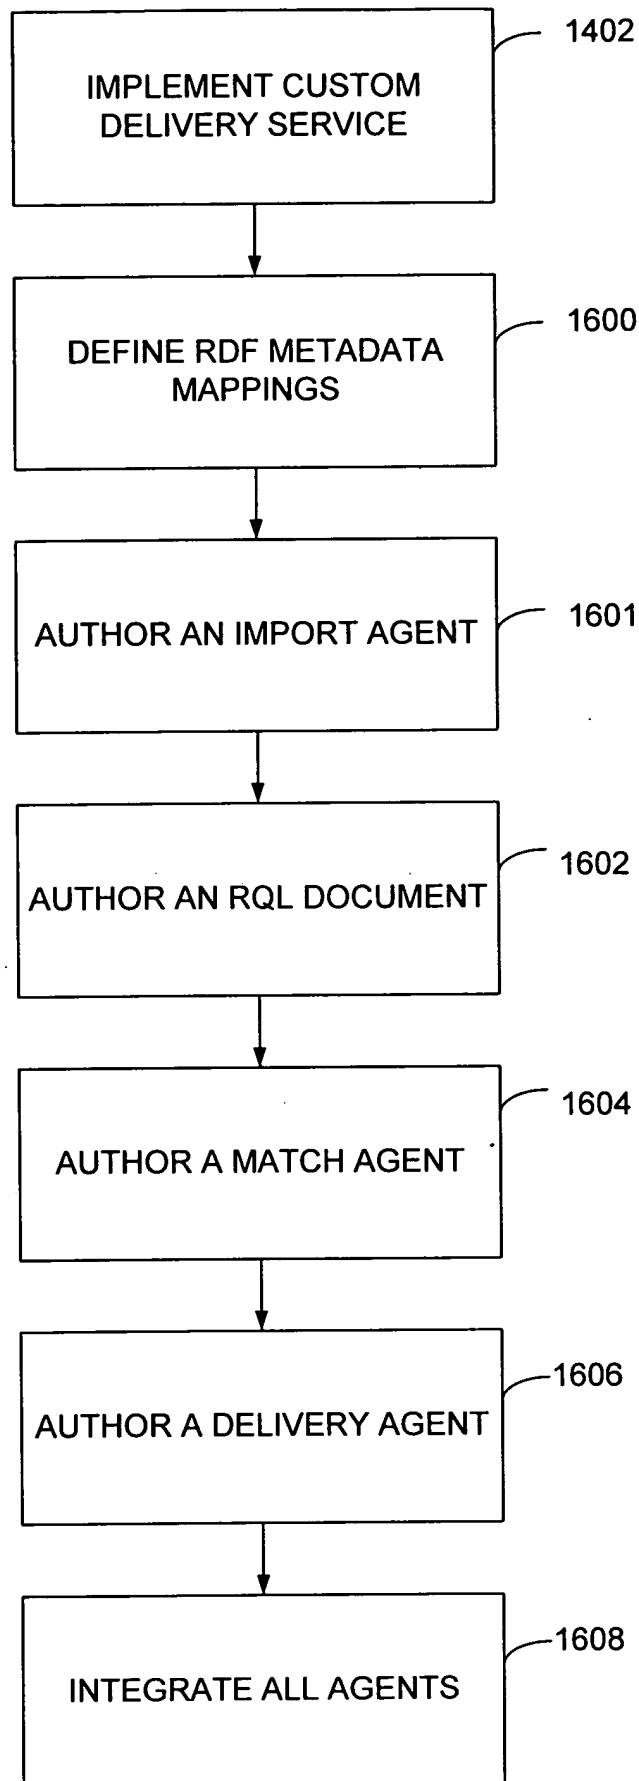 1402
IMPLEMENT CUSTOM
DELIVERY SERVICE
1600
DEFINE RDF METADATA
MAPPINGS
1601
AUTHOR AN IMPORT AGENT
1602
AUTHOR AN RQL DOCUMENT
1604
AUTHOR A MATCH AGENT
1606
AUTHOR A DELIVERY AGENT
1608
INTEGRATE ALL AGENTS